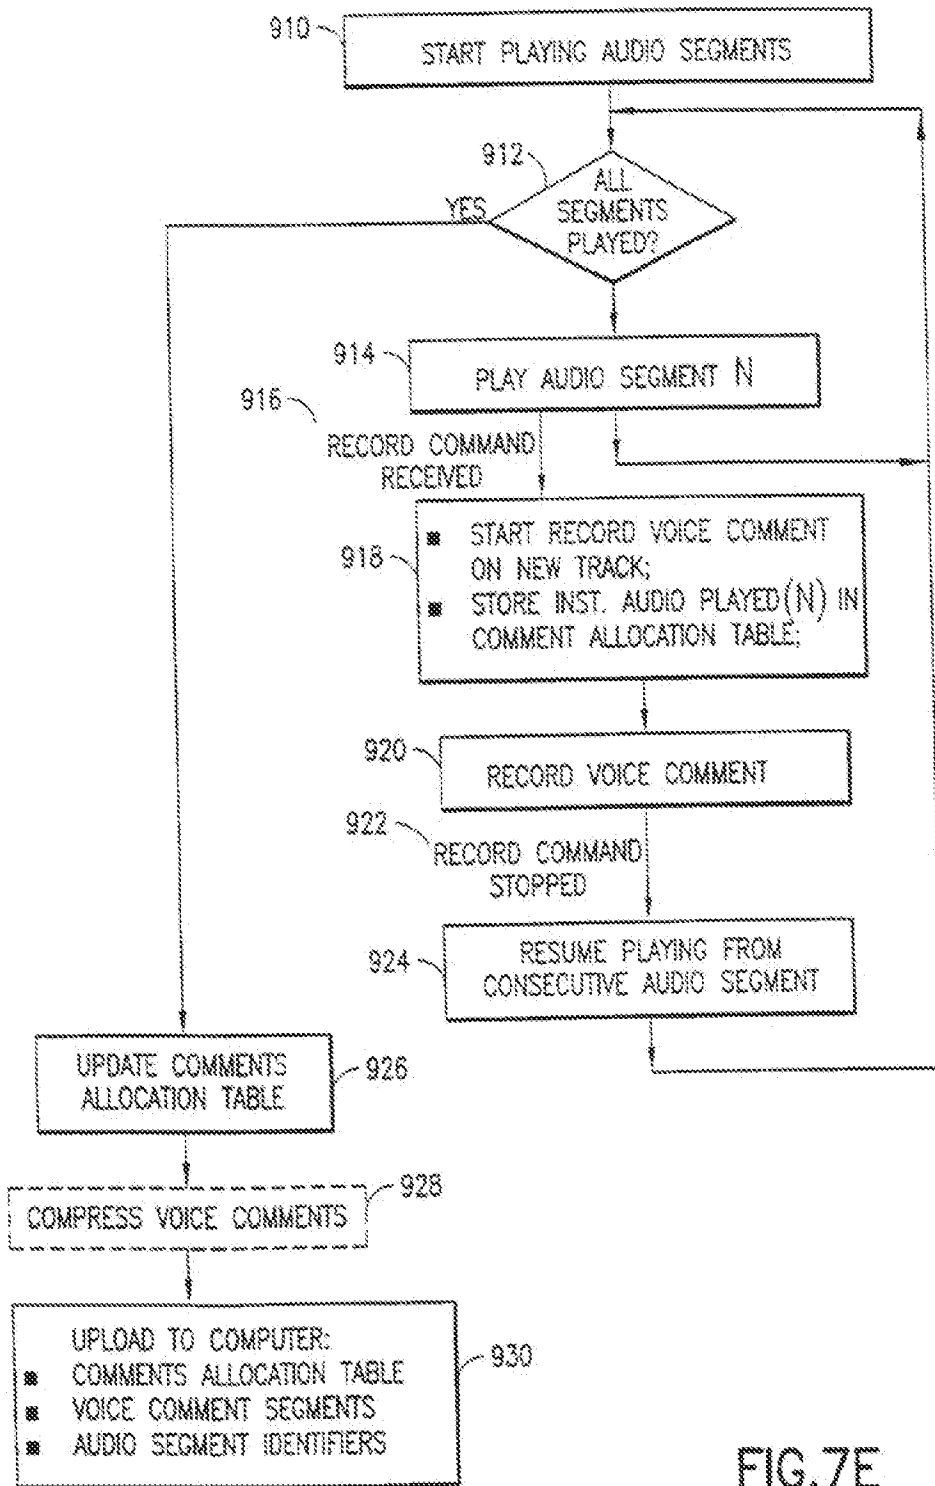 910
START PLAYING AUDIO SEGMENTS
912
ALL
SEGMENTS
PLAYED?
YES
914
PLAY AUDIO SEGMENT N
916
RECORD COMMAND
RECEIVED
918
■ START RECORD VOICE COMMENT
ON NEW TRACK;
■ STORE INST. AUDIO PLAYED(N) IN
COMMENT ALLOCATION TABLE;
920
RECORD VOICE COMMENT
922
RECORD COMMAND
STOPPED
924
RESUME PLAYING FROM
CONSECUTIVE AUDIO SEGMENT
UPDATE COMMENTS
ALLOCATION TABLE
926
COMPRESS VOICE COMMENTS
928
UPLOAD TO COMPUTER:
■ COMMENTS ALLOCATION TABLE
■ VOICE COMMENT SEGMENTS
■ AUDIO SEGMENT IDENTIFIERS
930
FIG.7E